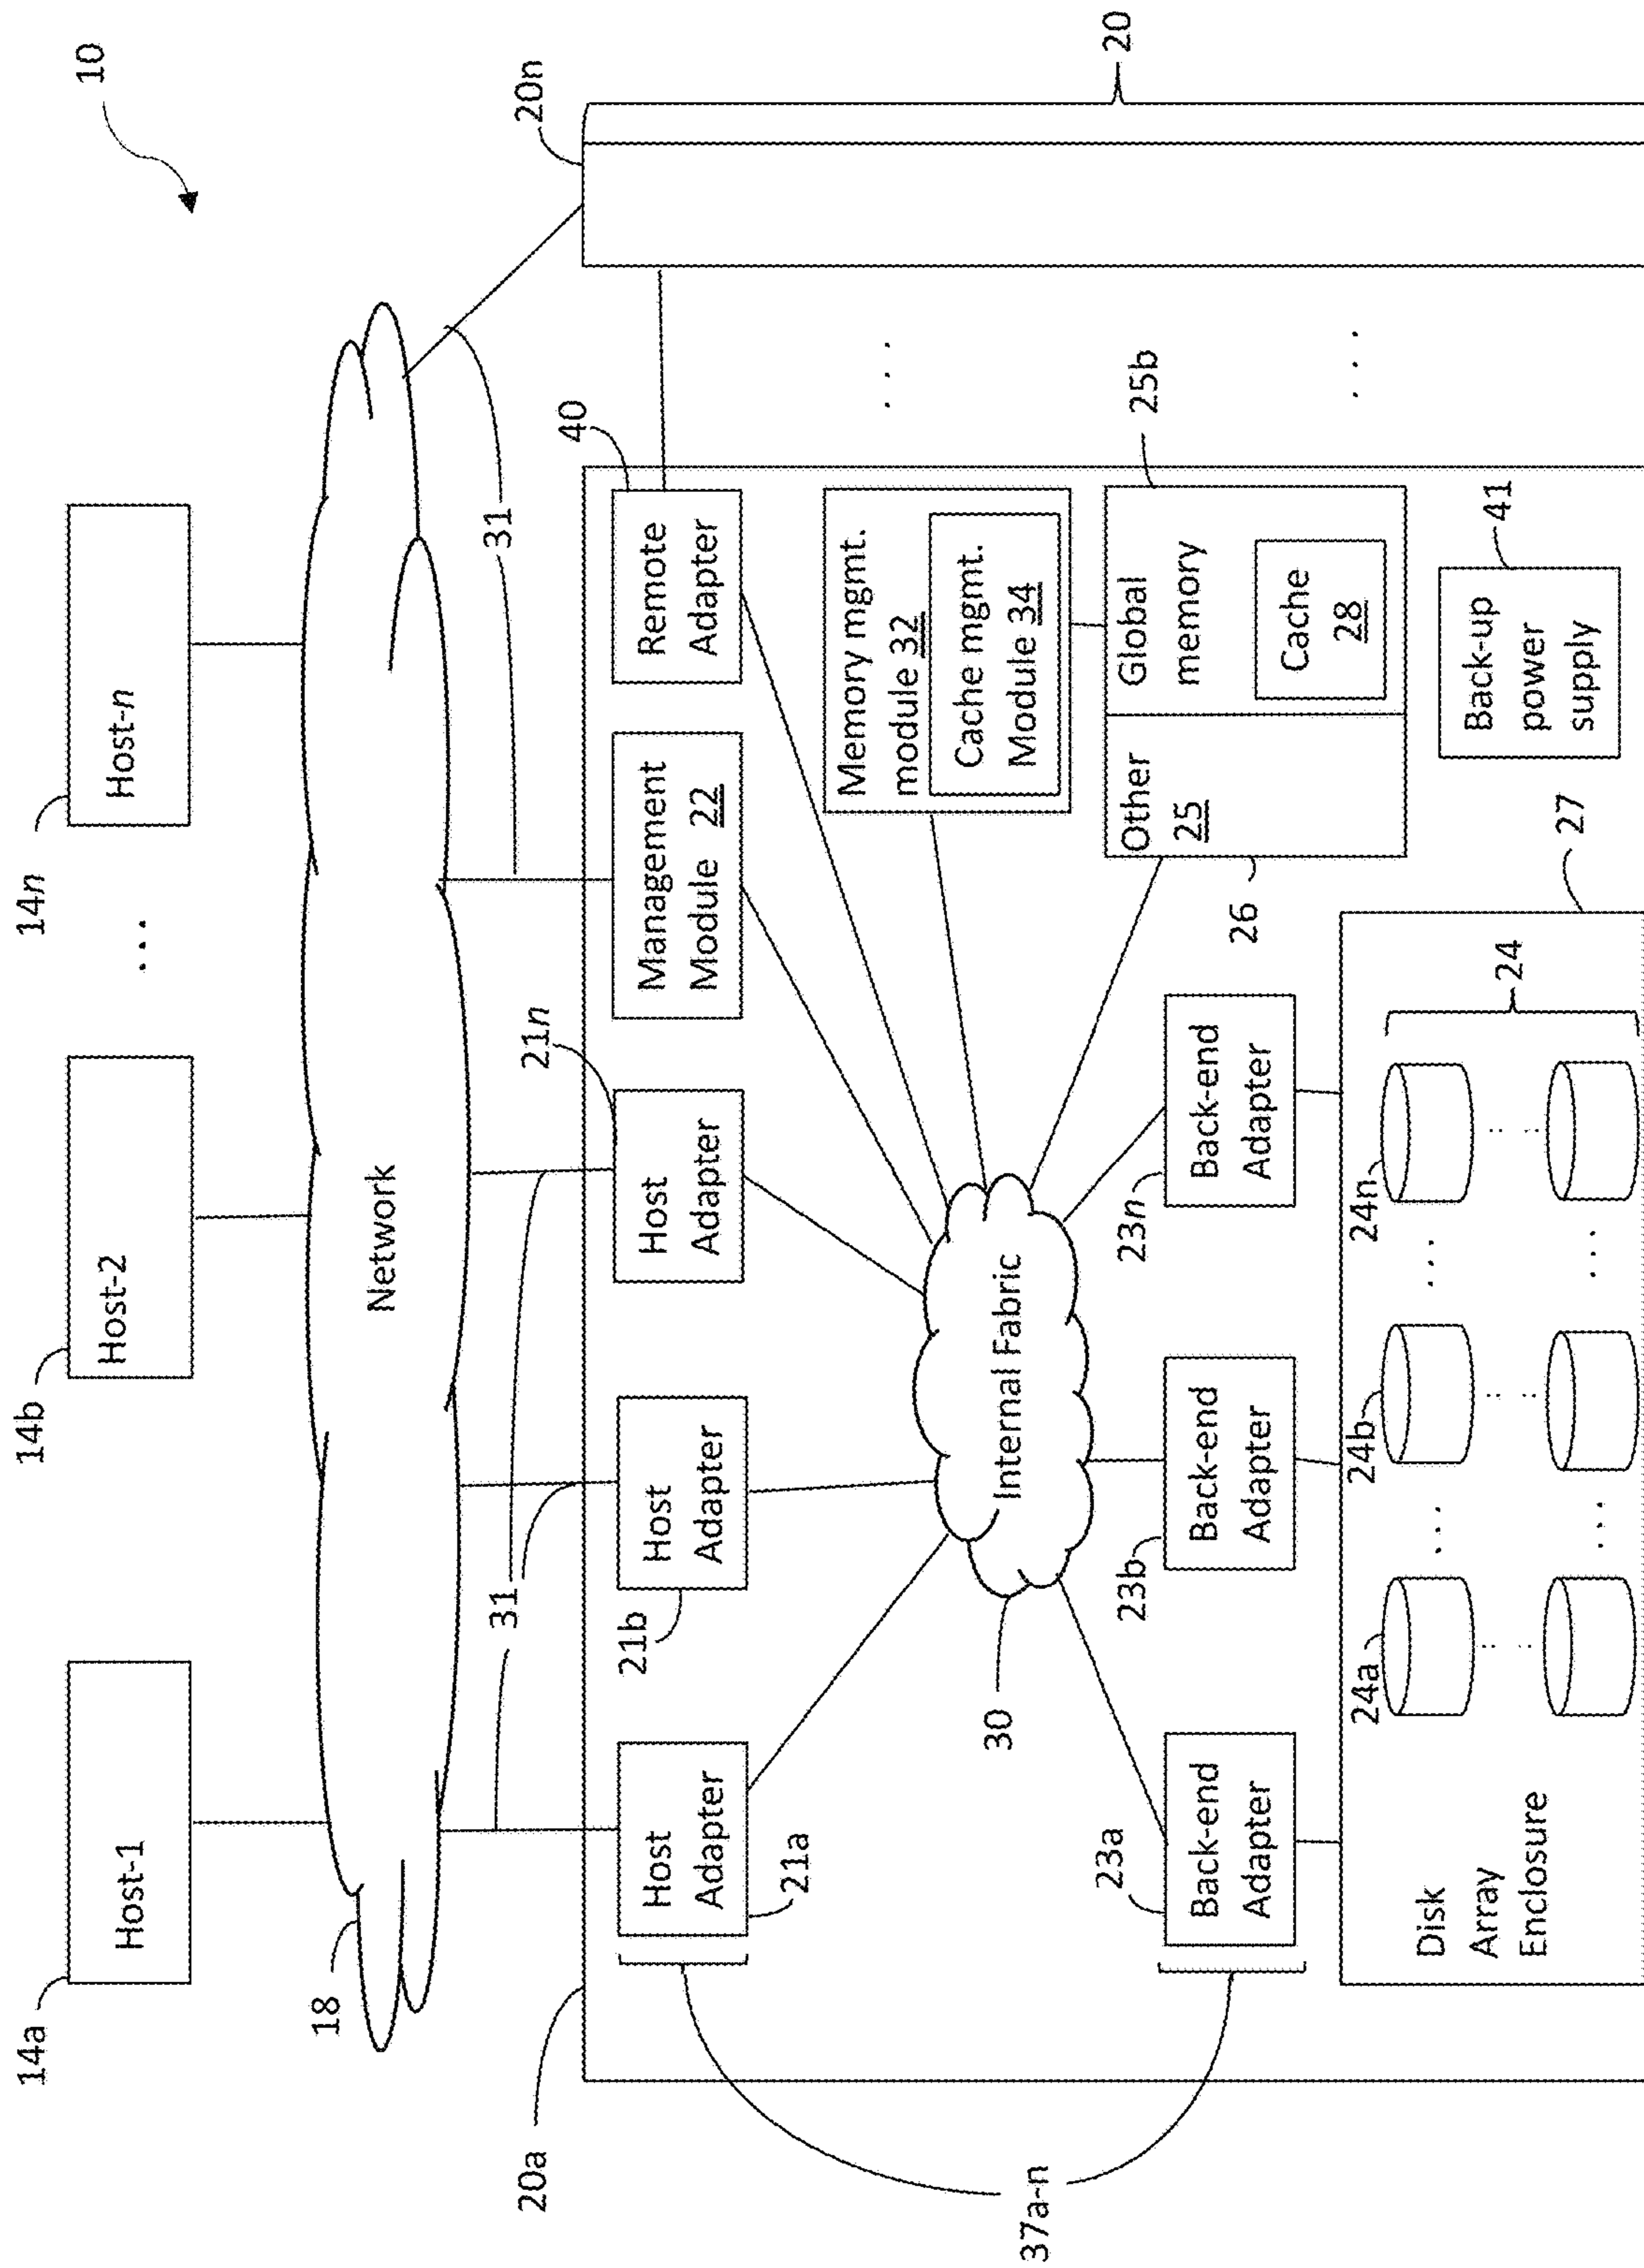 10
14a
Host-1
14b
Host-2
...
14n
Host-n
18
Network
31
31
20a
20n
20
Host
Adapter
21a
Host
Adapter
21b
Host
Adapter
21n
Management
Module 22
Remote
Adapter
40
Memory mgmt.
module 32
Cache mgmt.
Module 34
Internal Fabric
30
Other
25
Global
memory
25b
Cache
28
26
...
...
37a-n
23a
Back-end
Adapter
23b
Back-end
Adapter
23n
Back-end
Adapter
Back-up
power
supply
41
27
Disk
Array
Enclosure
24a
...
24b
...
24n
24
...
...